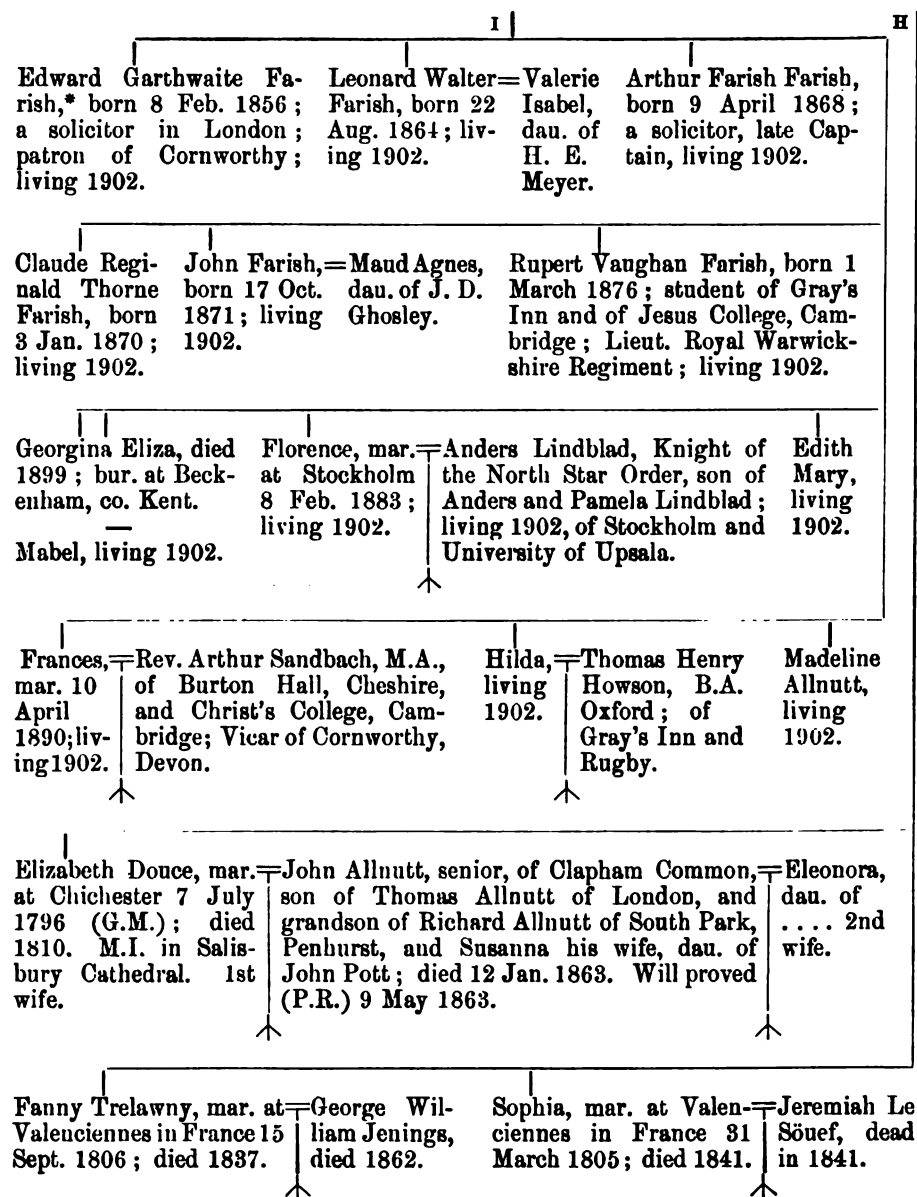 I H
Edward Garthwaite Fa-
rish,* born 8 Feb. 1856 ;
a solicitor in London ;
patron of Cornworthy ;
living 1902.
Leonard Walter=Valerie
Farish, born 22
Aug. 1864 ; liv-
ing 1902.
Isabel,
dau. of
H. E.
Meyer.
Arthur Farish Farish,
born 9 April 1868 ;
a solicitor, late Cap-
tain, living 1902.
Claude Regi-
nald Thorne
Farish, born
3 Jan. 1870 ;
living 1902.
John Farish,=Maud Agnes,
born 17 Oct.
1871 ; living
1902.
dau. of J. D.
Ghosley.
Rupert Vaughan Farish, born 1
March 1876 ; student of Gray's
Inn and of Jesus College, Cam-
bridge ; Lieut. Royal Warwick-
shire Regiment ; living 1902.
Georgina Eliza, died
1899 ; bur. at Beck-
enham, co. Kent.
—
Mabel, living 1902.
Florence, mar.
at Stockholm
8 Feb. 1883 ;
living 1902.
Anders Lindblad, Knight of
the North Star Order, son of
Anders and Pamela Lindblad ;
living 1902, of Stockholm and
University of Upsala.
Edith
Mary,
living
1902.
Frances,
mar. 10
April
1890; liv-
ing 1902.
Rev. Arthur Sandbach, M.A.,
of Burton Hall, Cheshire,
and Christ's College, Cam-
bridge; Vicar of Cornworthy,
Devon.
Hilda,
living
1902.
Thomas Henry
Howson, B.A.
Oxford ; of
Gray's Inn and
Rugby.
Madeline
Allnutt,
living
1902.
Elizabeth Douce, mar.
at Chichester 7 July
1796 (G.M.) ; died
1810. M.I. in Salis-
bury Cathedral. 1st
wife.
John Allnutt, senior, of Clapham Common,
son of Thomas Allnutt of London, and
grandson of Richard Allnutt of South Park,
Penhurst, and Susanna his wife, dau. of
John Pott ; died 12 Jan. 1863. Will proved
(P.R.) 9 May 1863.
Eleonora,
dau. of
.... 2nd
wife.
Fanny Trelawny, mar. at
Valenciennes in France 15
Sept. 1806 ; died 1837.
George Wil-
liam Jenings,
died 1862.
Sophia, mar. at Valen-
ciennes in France 31
March 1805 ; died 1841.
Jeremiah Le
Söuef, dead
in 1841.